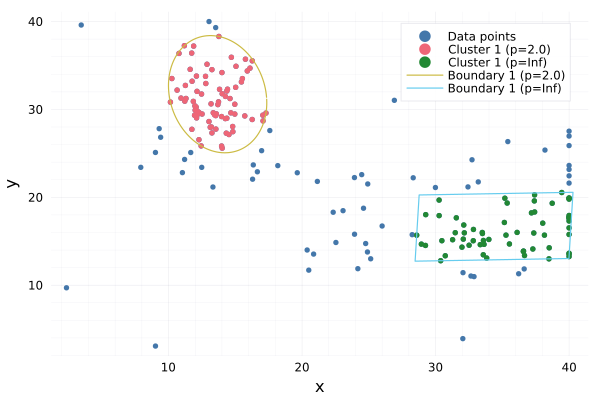 40
30
20
10
y
Data points
Cluster 1 (p=2.0)
Cluster 1 (p=Inf)
Boundary 1 (p=2.0)
Boundary 1 (p=Inf)
10 20 30 40
x